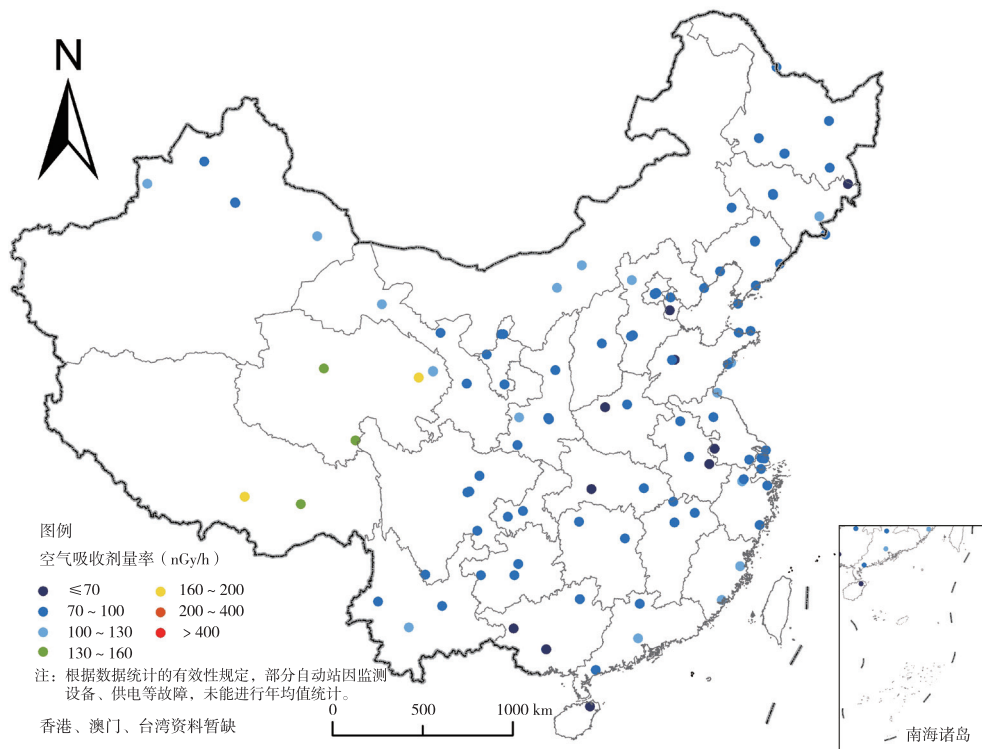 N
图例
空气吸收剂量率（nGy/h）
≤70
70～100
100～130
130～160
160～200
200～400
＞400
注：根据数据统计的有效性规定，部分自动站因监测
设备、供电等故障，未能进行年均值统计。
香港、澳门、台湾资料暂缺
0 500 1000 km
南海诸岛